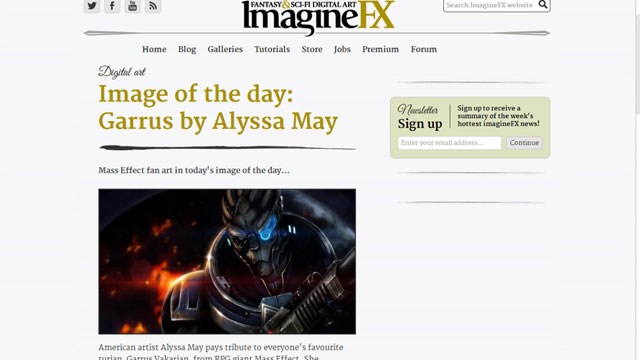 FANTASY & SCI-FI DIGITAL ART
ImagineFX
Search ImagineFX website
Home Blog Galleries Tutorials Store Jobs Premium Forum
Digital art
Image of the day:
Garrus by Alyssa May
Mass Effect fan art in today's image of the day...
Newsletter
Sign up
Sign up to receive a
summary of the week's
hottest imagineFX news!
Enter your email address...
Continue
American artist Alyssa May pays tribute to everyone's favourite
turian, Garrus Vakarian, from RPG giant Mass Effect. She